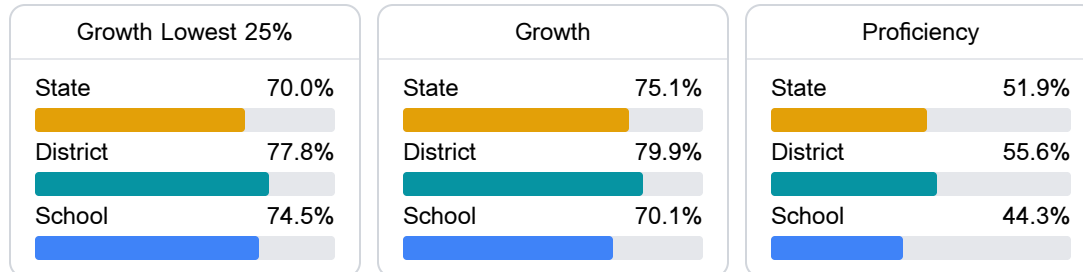 Growth Lowest 25%
State 70.0%
District 77.8%
School 74.5%
Growth
State 75.1%
District 79.9%
School 70.1%
Proficiency
State 51.9%
District 55.6%
School 44.3%